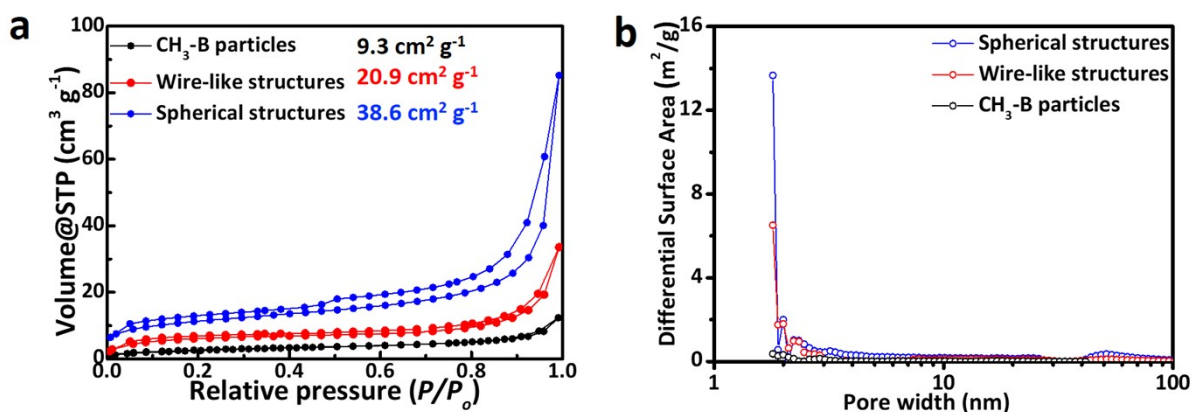 a
100
80
60
40
20
0
Volume@STP (cm³ g⁻¹)
CH₃-B particles 9.3 cm² g⁻¹
Wire-like structures 20.9 cm² g⁻¹
Spherical structures 38.6 cm² g⁻¹
0.0 0.2 0.4 0.6 0.8 1.0
Relative pressure (P/Pₒ)
b
16
12
8
4
0
Differential Surface Area (m²/g)
Spherical structures
Wire-like structures
CH₃-B particles
1 10 100
Pore width (nm)